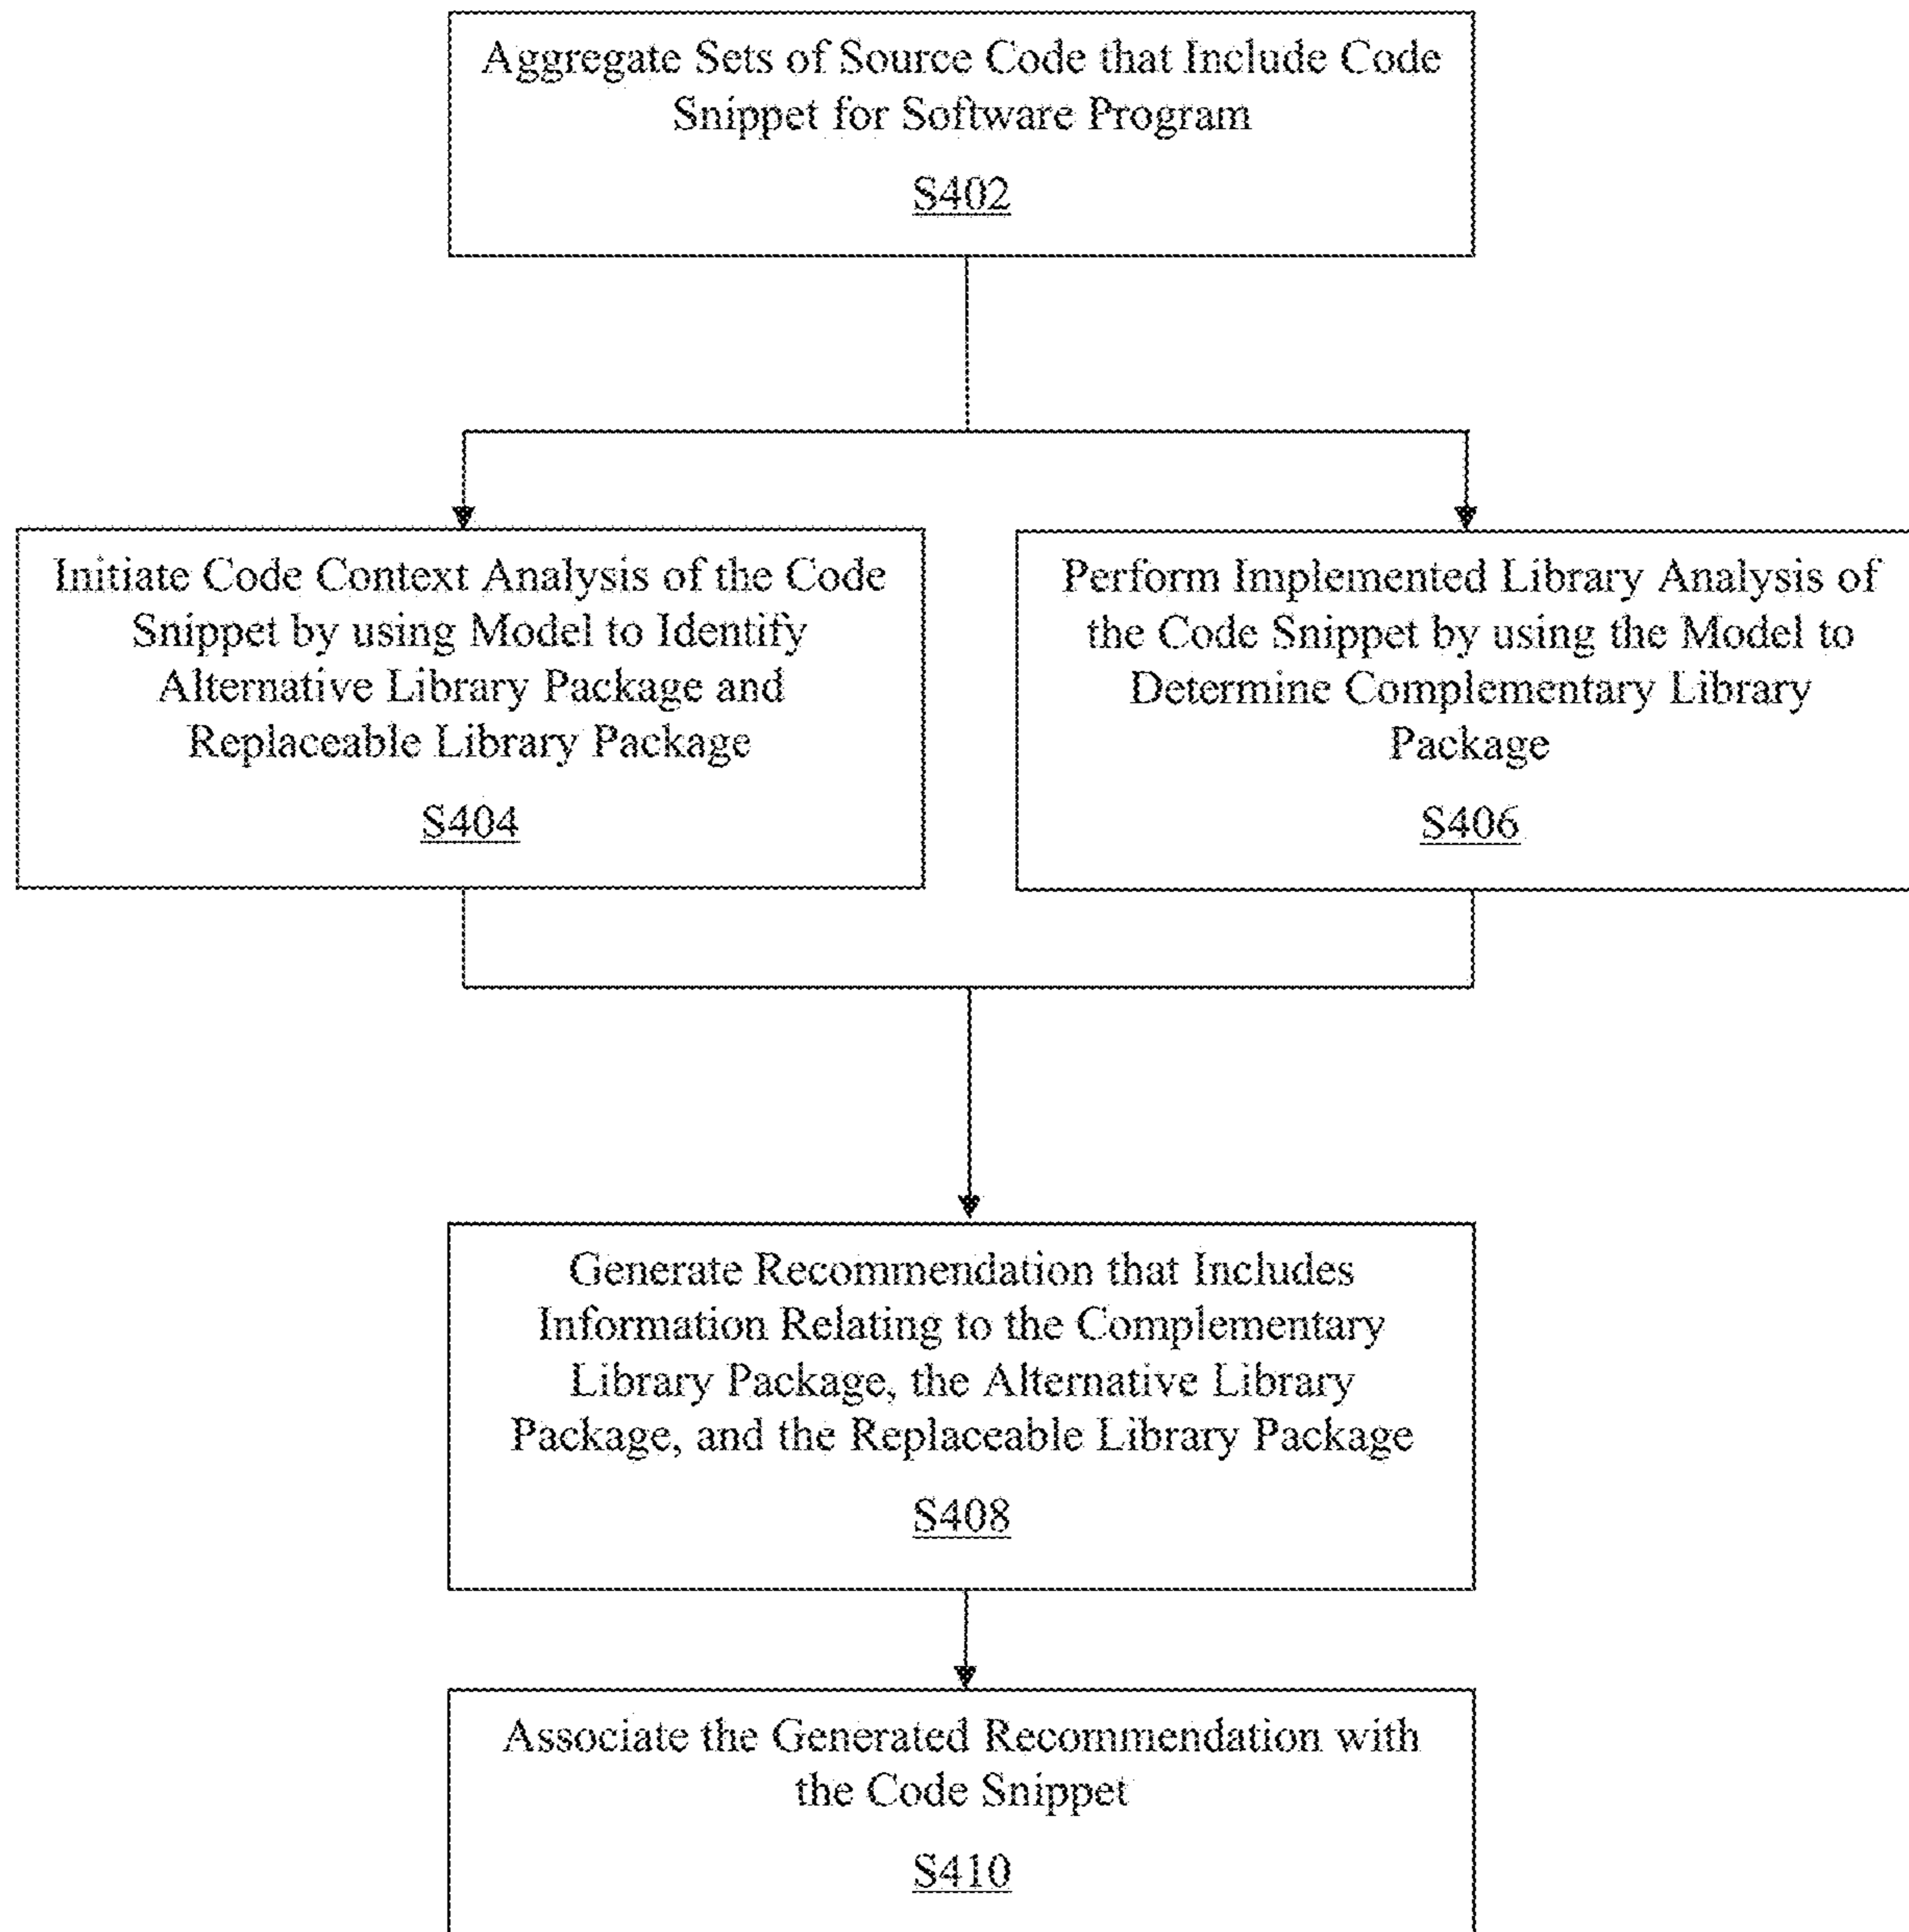 Aggregate Sets of Source Code that Include Code
Snippet for Software Program
S402
Initiate Code Context Analysis of the Code
Snippet by using Model to Identify
Alternative Library Package and
Replaceable Library Package
S404
Perform Implemented Library Analysis of
the Code Snippet by using the Model to
Determine Complementary Library
Package
S406
Generate Recommendation that Includes
Information Relating to the Complementary
Library Package, the Alternative Library
Package, and the Replaceable Library Package
S408
Associate the Generated Recommendation with
the Code Snippet
S410